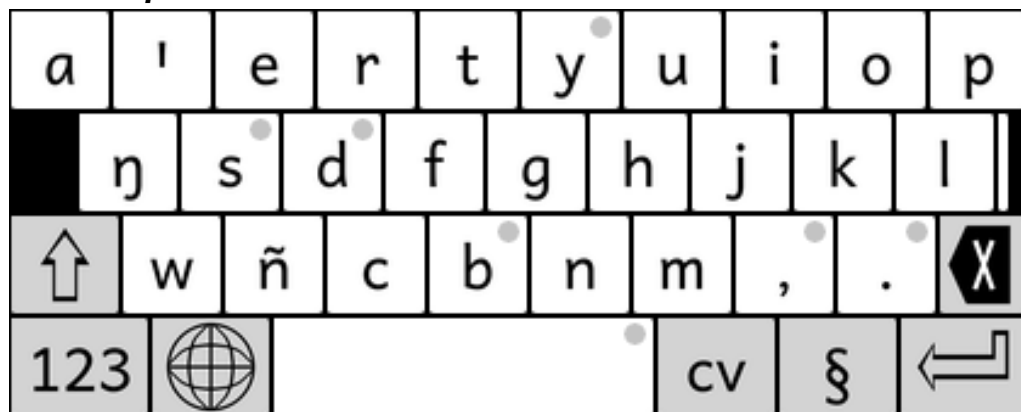 a ˈ e r t y u i o p
ŋ s d f g h j k l
w ñ c b n m , .
123 cv §